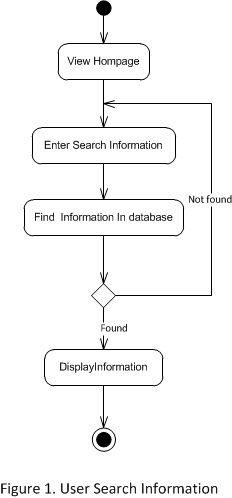 View Hompage
Enter Search Information
Not found
Find  Information In database
Found
DisplayInformation
Figure 1. User Search Information